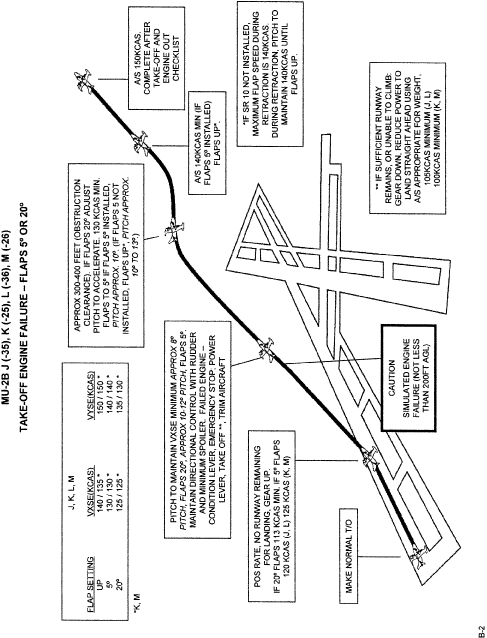 MU-2B J (-35), K (-25), L (-36), M (-26)
TAKE-OFF ENGINE FAILURE – FLAPS 5° OR 20°
J, K, L, M
FLAP SETTING VXSE(KCAS) VYSE(KCAS)
UP 140 / 135 * 150 / 150 *
5° 130 / 130 * 140 / 140 *
20° 125 / 125 * 135 / 130 *
*K, M
MAKE NORMAL T/O
POS RATE, NO RUNWAY REMAINING
FOR LANDING, GEAR UP.
IF 20° FLAPS 113 KCAS MIN. IF 5° FLAPS
120 KCAS (J, L) 125 KCAS (K, M)
CAUTION
SIMULATED ENGINE
FAILURE (NOT LESS
THAN 200FT AGL)
PITCH TO MAINTAIN VXSE MINIMUM APPROX 8°
PITCH, FLAPS 20°, APPROX 10-12° PITCH, FLAPS 5°.
MAINTAIN DIRECTIONAL CONTROL WITH RUDDER
AND MINIMUM SPOILER. FAILED ENGINE –
CONDITION LEVER, EMERGENCY STOP, POWER
LEVER, TAKE OFF **, TRIM AIRCRAFT
APPROX 300-400 FEET (OBSTRUCTION
CLEARANCE). IF FLAPS 20° ADJUST
PITCH TO ACCELERATE, 130 KCAS MIN.
FLAPS TO 5° IF FLAPS 5° INSTALLED,
PITCH APPROX. 10°. (IF FLAPS 5 NOT
INSTALLED, FLAPS UP*, PITCH APPROX.
10° TO 13°.)
A/S 140KCAS MIN (IF
FLAPS 5° INSTALLED)
FLAPS UP*.
A/S 150KCAS.
COMPLETE AFTER
TAKE-OFF AND
ENGINE OUT
CHECKLIST
*IF SR 10 NOT INSTALLED,
MAXIMUM FLAP SPEED DURING
RETRACTION IS 140KCAS.
DURING RETRACTION, PITCH TO
MAINTAIN 140KCAS UNTIL
FLAPS UP.
** IF SUFFICIENT RUNWAY
REMAINS, OR UNABLE TO CLIMB:
GEAR DOWN, REDUCE POWER TO
LAND STRAIGHT AHEAD USING
A/S APPROPRIATE FOR WEIGHT.
105KCAS MINIMUM (J, L)
100KCAS MINIMUM (K, M)
B-2